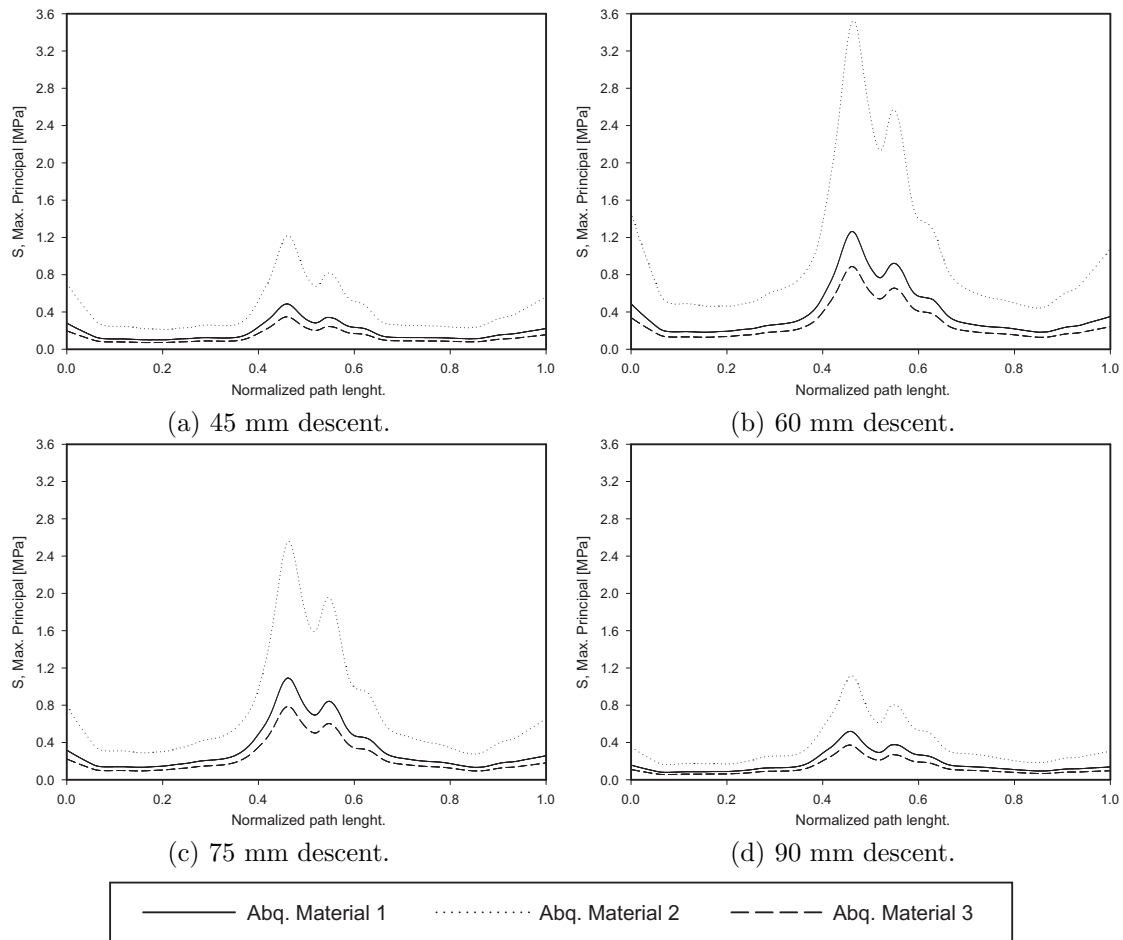 S, Max. Principal [MPa]
3.6
3.2
2.8
2.4
2.0
1.6
1.2
0.8
0.4
0.0
0.0 0.2 0.4 0.6 0.8 1.0
Normalized path lenght.
(a) 45 mm descent.
S, Max. Principal [MPa]
3.6
3.2
2.8
2.4
2.0
1.6
1.2
0.8
0.4
0.0
0.0 0.2 0.4 0.6 0.8 1.0
Normalized path lenght.
(b) 60 mm descent.
S, Max. Principal [MPa]
3.6
3.2
2.8
2.4
2.0
1.6
1.2
0.8
0.4
0.0
0.0 0.2 0.4 0.6 0.8 1.0
Normalized path lenght.
(c) 75 mm descent.
S, Max. Principal [MPa]
3.6
3.2
2.8
2.4
2.0
1.6
1.2
0.8
0.4
0.0
0.0 0.2 0.4 0.6 0.8 1.0
Normalized path lenght.
(d) 90 mm descent.
Abq. Material 1 Abq. Material 2 Abq. Material 3